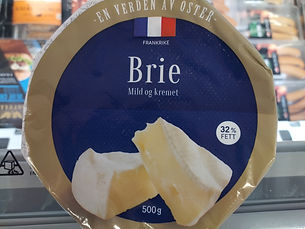 - EN VERDEN AV OSTER -
FRANKRIKE
Brie
Mild og kremet
32%
FETT
500g